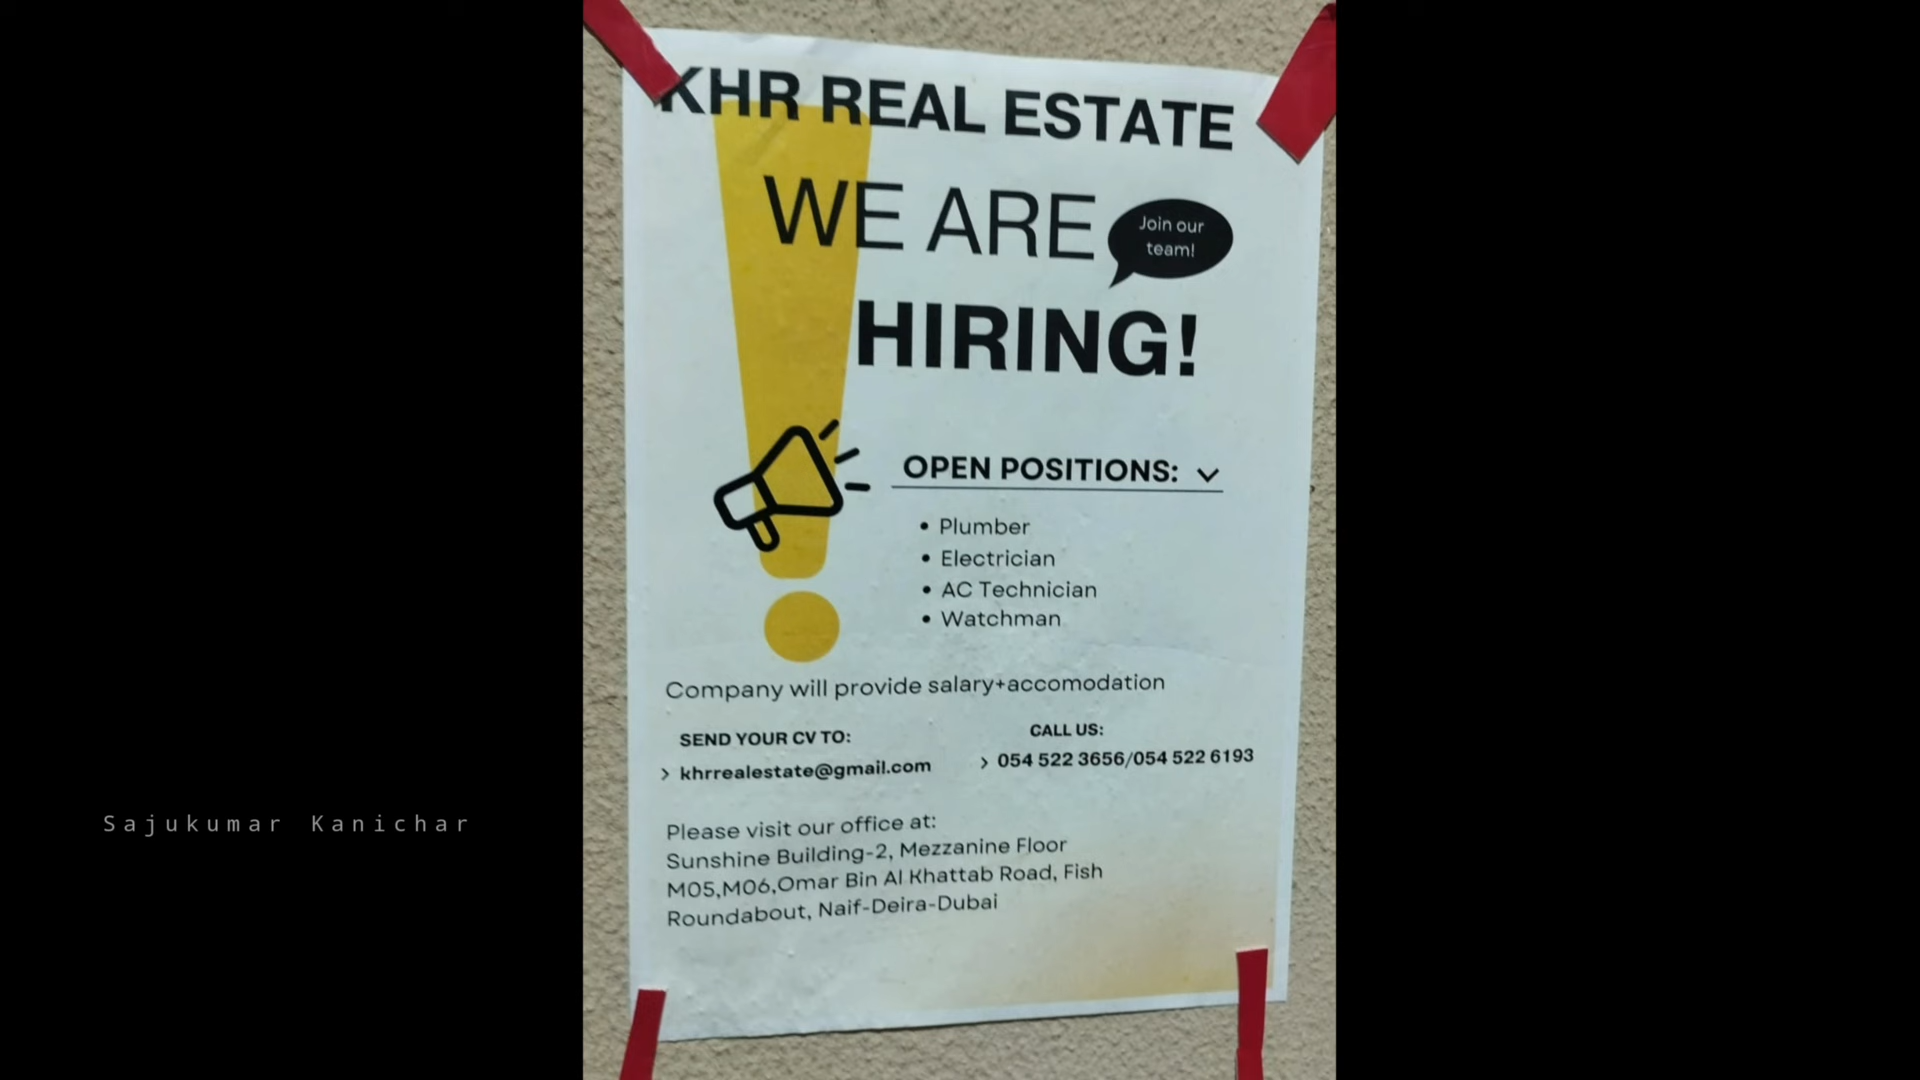 KHR REAL ESTATE
WE ARE
Join our
team!
HIRING!
OPEN POSITIONS:
• Plumber
• Electrician
• AC Technician
• Watchman
Company will provide salary+accomodation
SEND YOUR CV TO:
> khrrealestate@gmail.com
CALL US:
> 054 522 3656/054 522 6193
Please visit our office at:
Sunshine Building-2, Mezzanine Floor
M05,M06,Omar Bin Al Khattab Road, Fish
Roundabout, Naif-Deira-Dubai
Sajukumar Kanichar